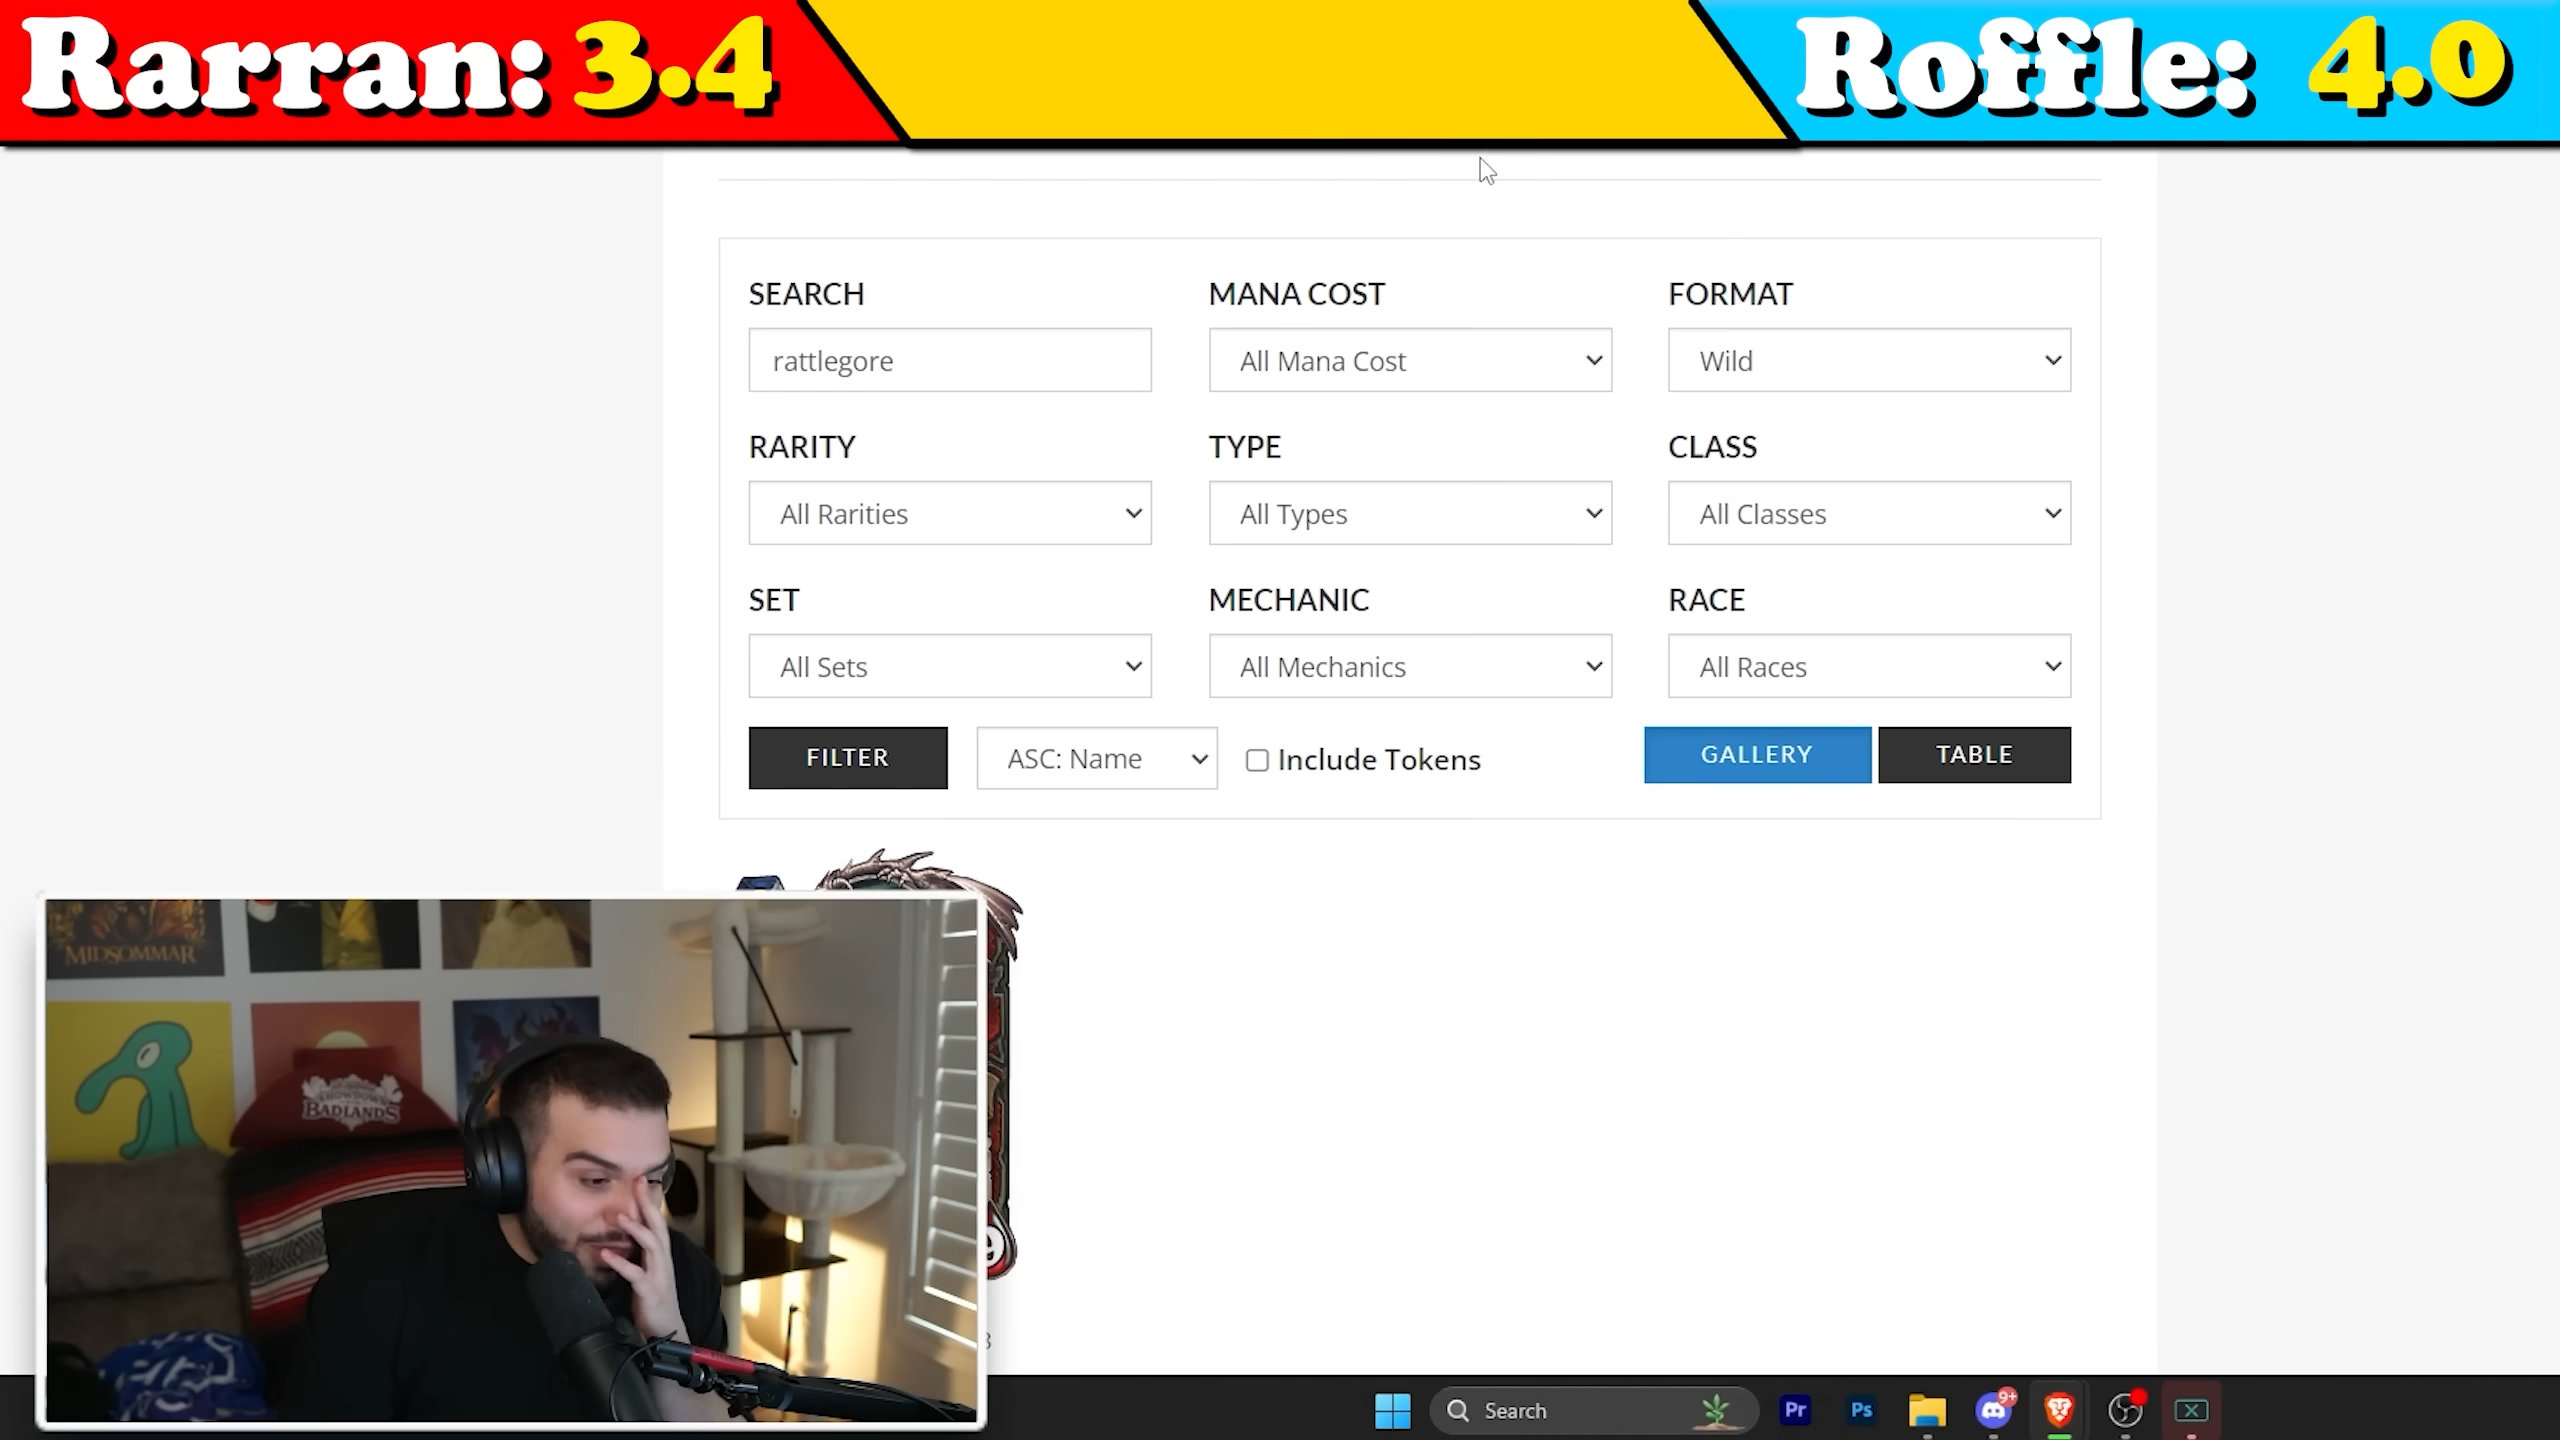 Rarran: 3.4
Roffle: 4.0
SEARCH
MANA COST
FORMAT
rattlegore
All Mana Cost
Wild
RARITY
TYPE
CLASS
All Rarities
All Types
All Classes
SET
MECHANIC
RACE
All Sets
All Mechanics
All Races
FILTER
ASC: Name
Include Tokens
GALLERY
TABLE
MIDSOMMAR
SHOWDOWN
BADLANDS
9
Search
Pr
Ps
9+